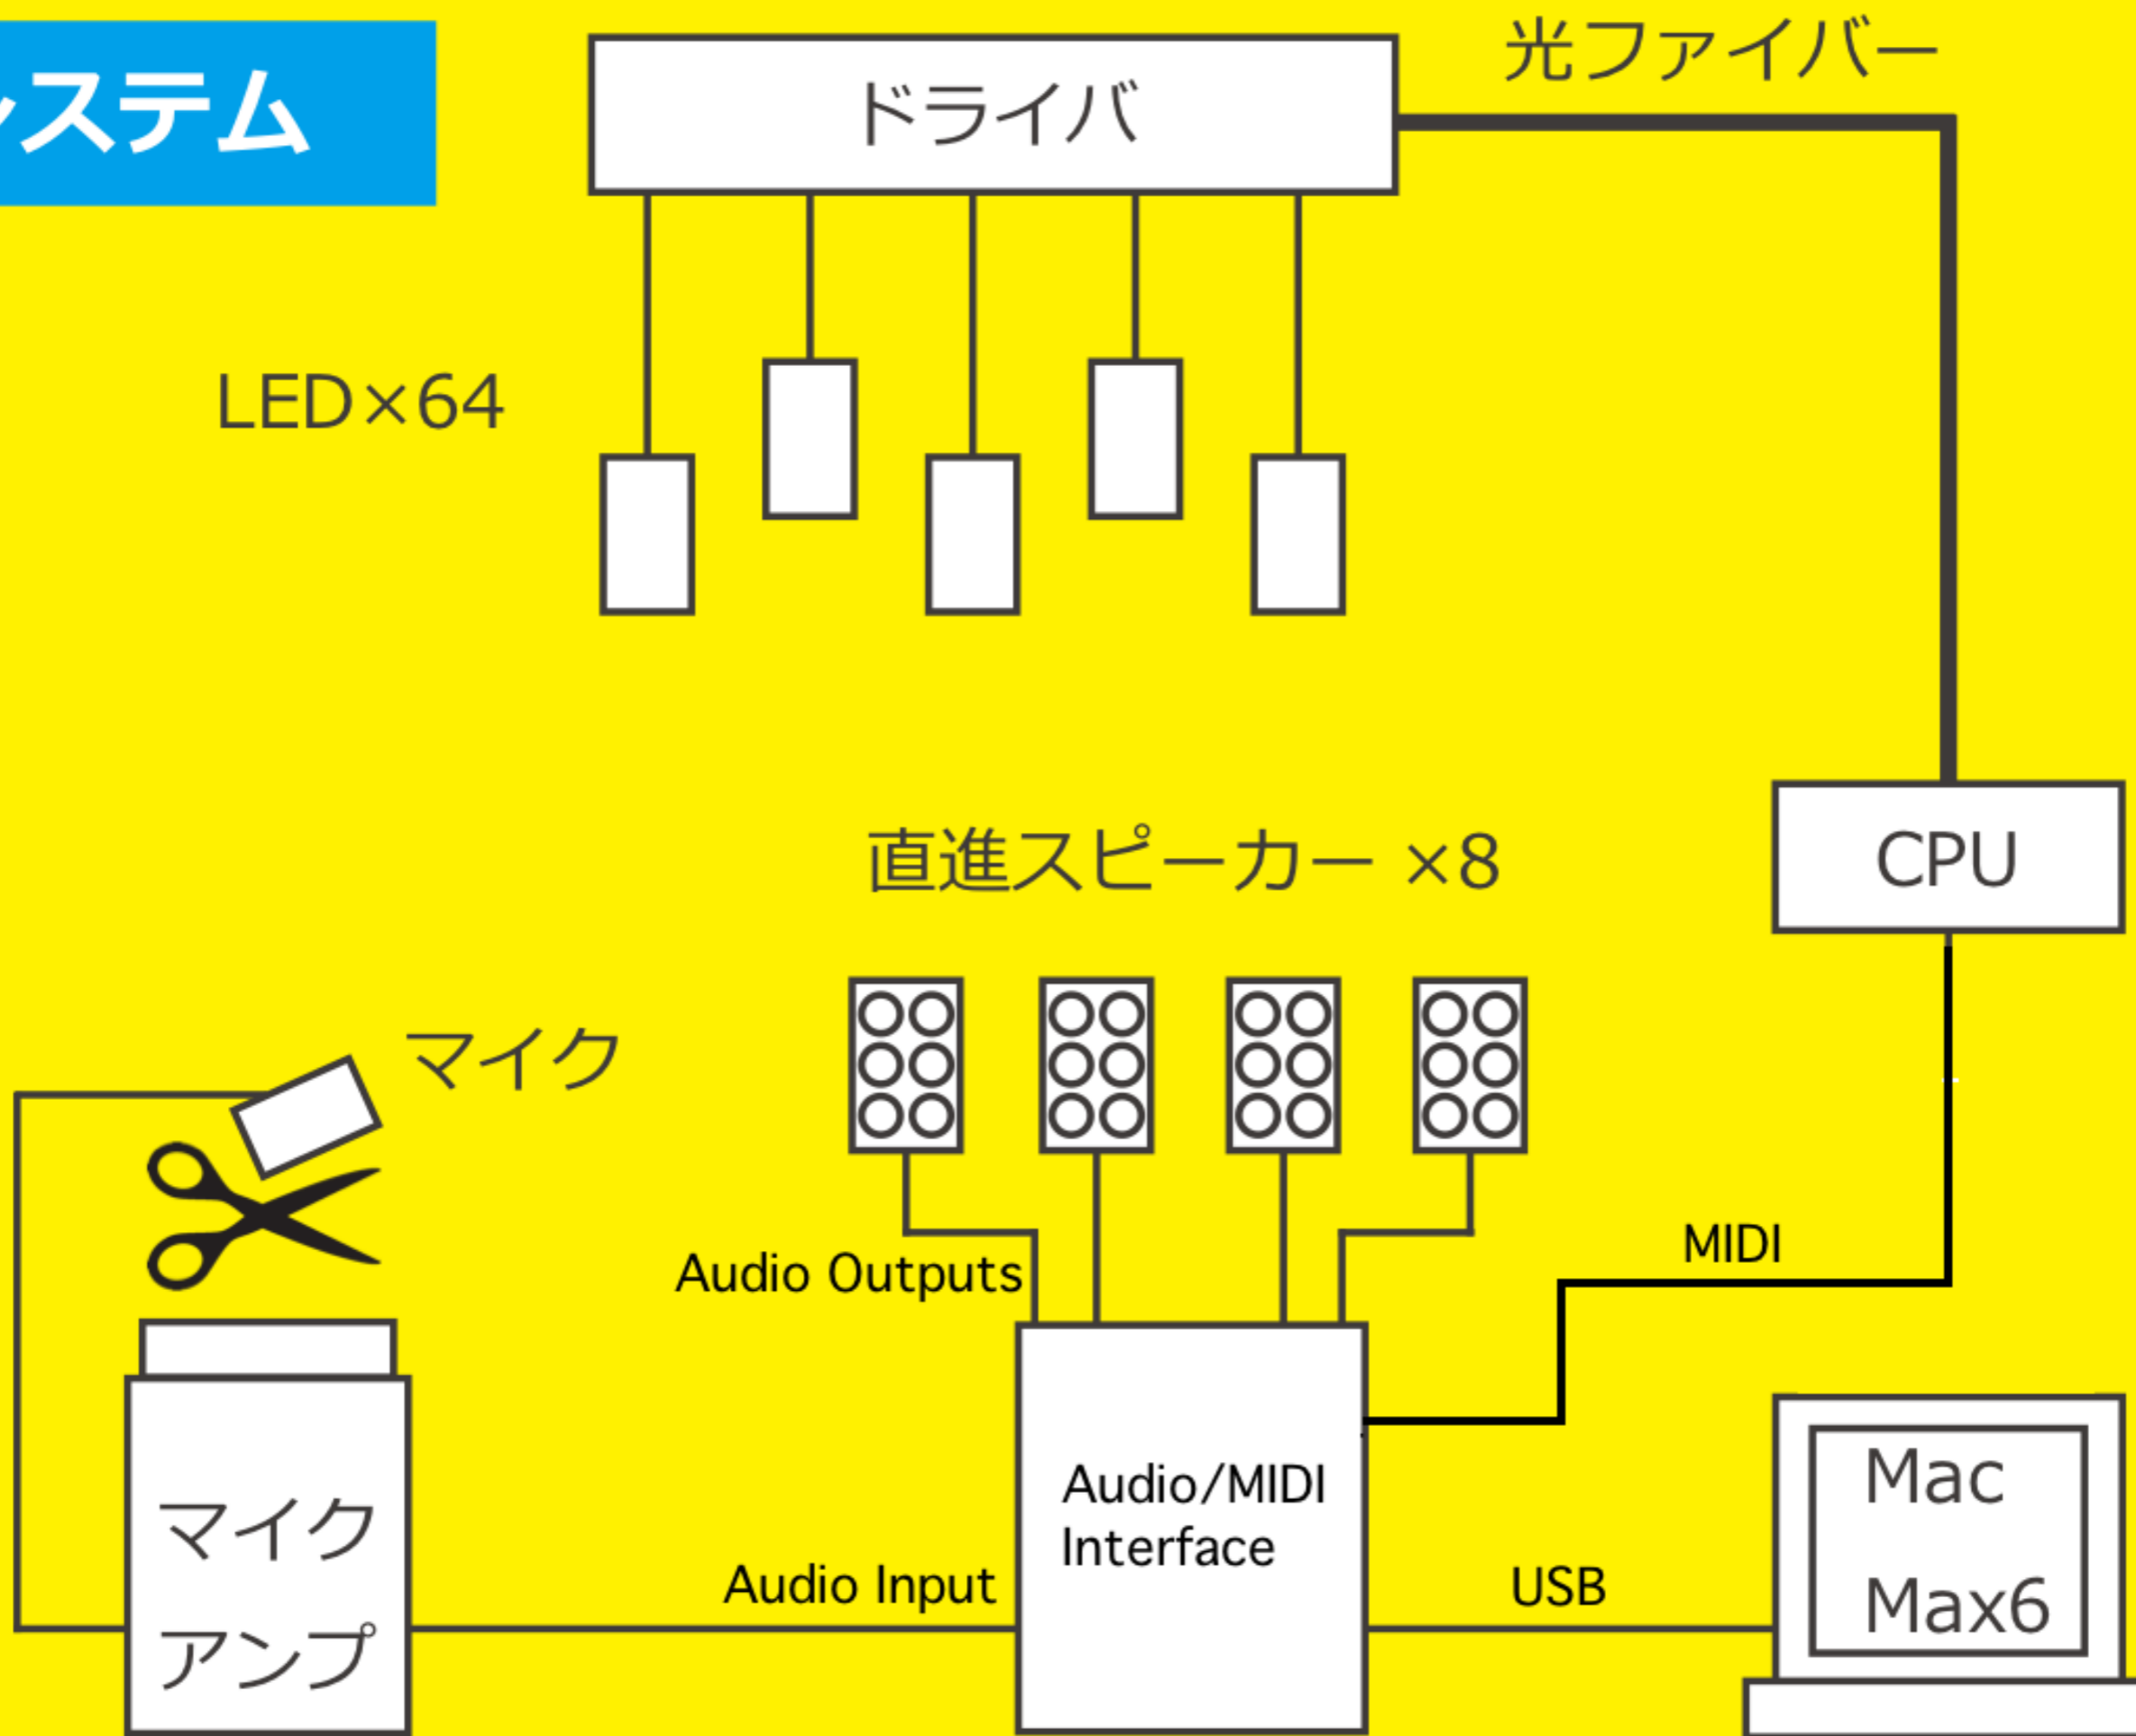 ステム
ドライバ
光ファイバー
LED×64
直進スピーカー ×8
CPU
マイク
Audio Outputs
MIDI
Audio/MIDI
Interface
Mac
Max6
マイク
アンプ
Audio Input
USB